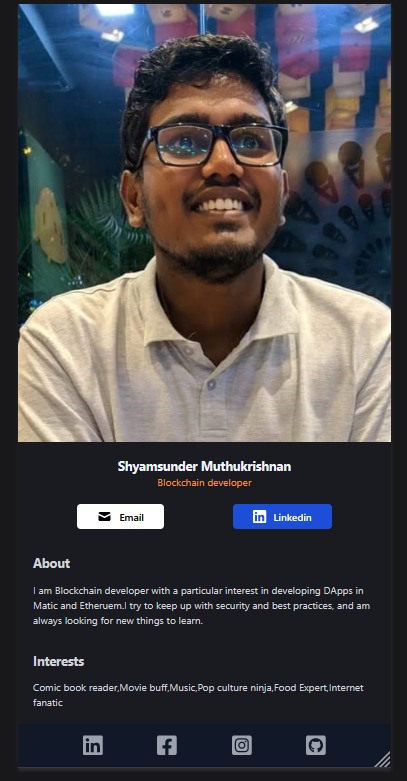 Shyamsunder Muthukrishnan
Blockchain developer
Email
Linkedin
About
I am Blockchain developer with a particular interest in developing DApps in
Matic and Etheruem.I try to keep up with security and best practices, and am
always looking for new things to learn.
Interests
Comic book reader,Movie buff,Music,Pop culture ninja,Food Expert,Internet
fanatic